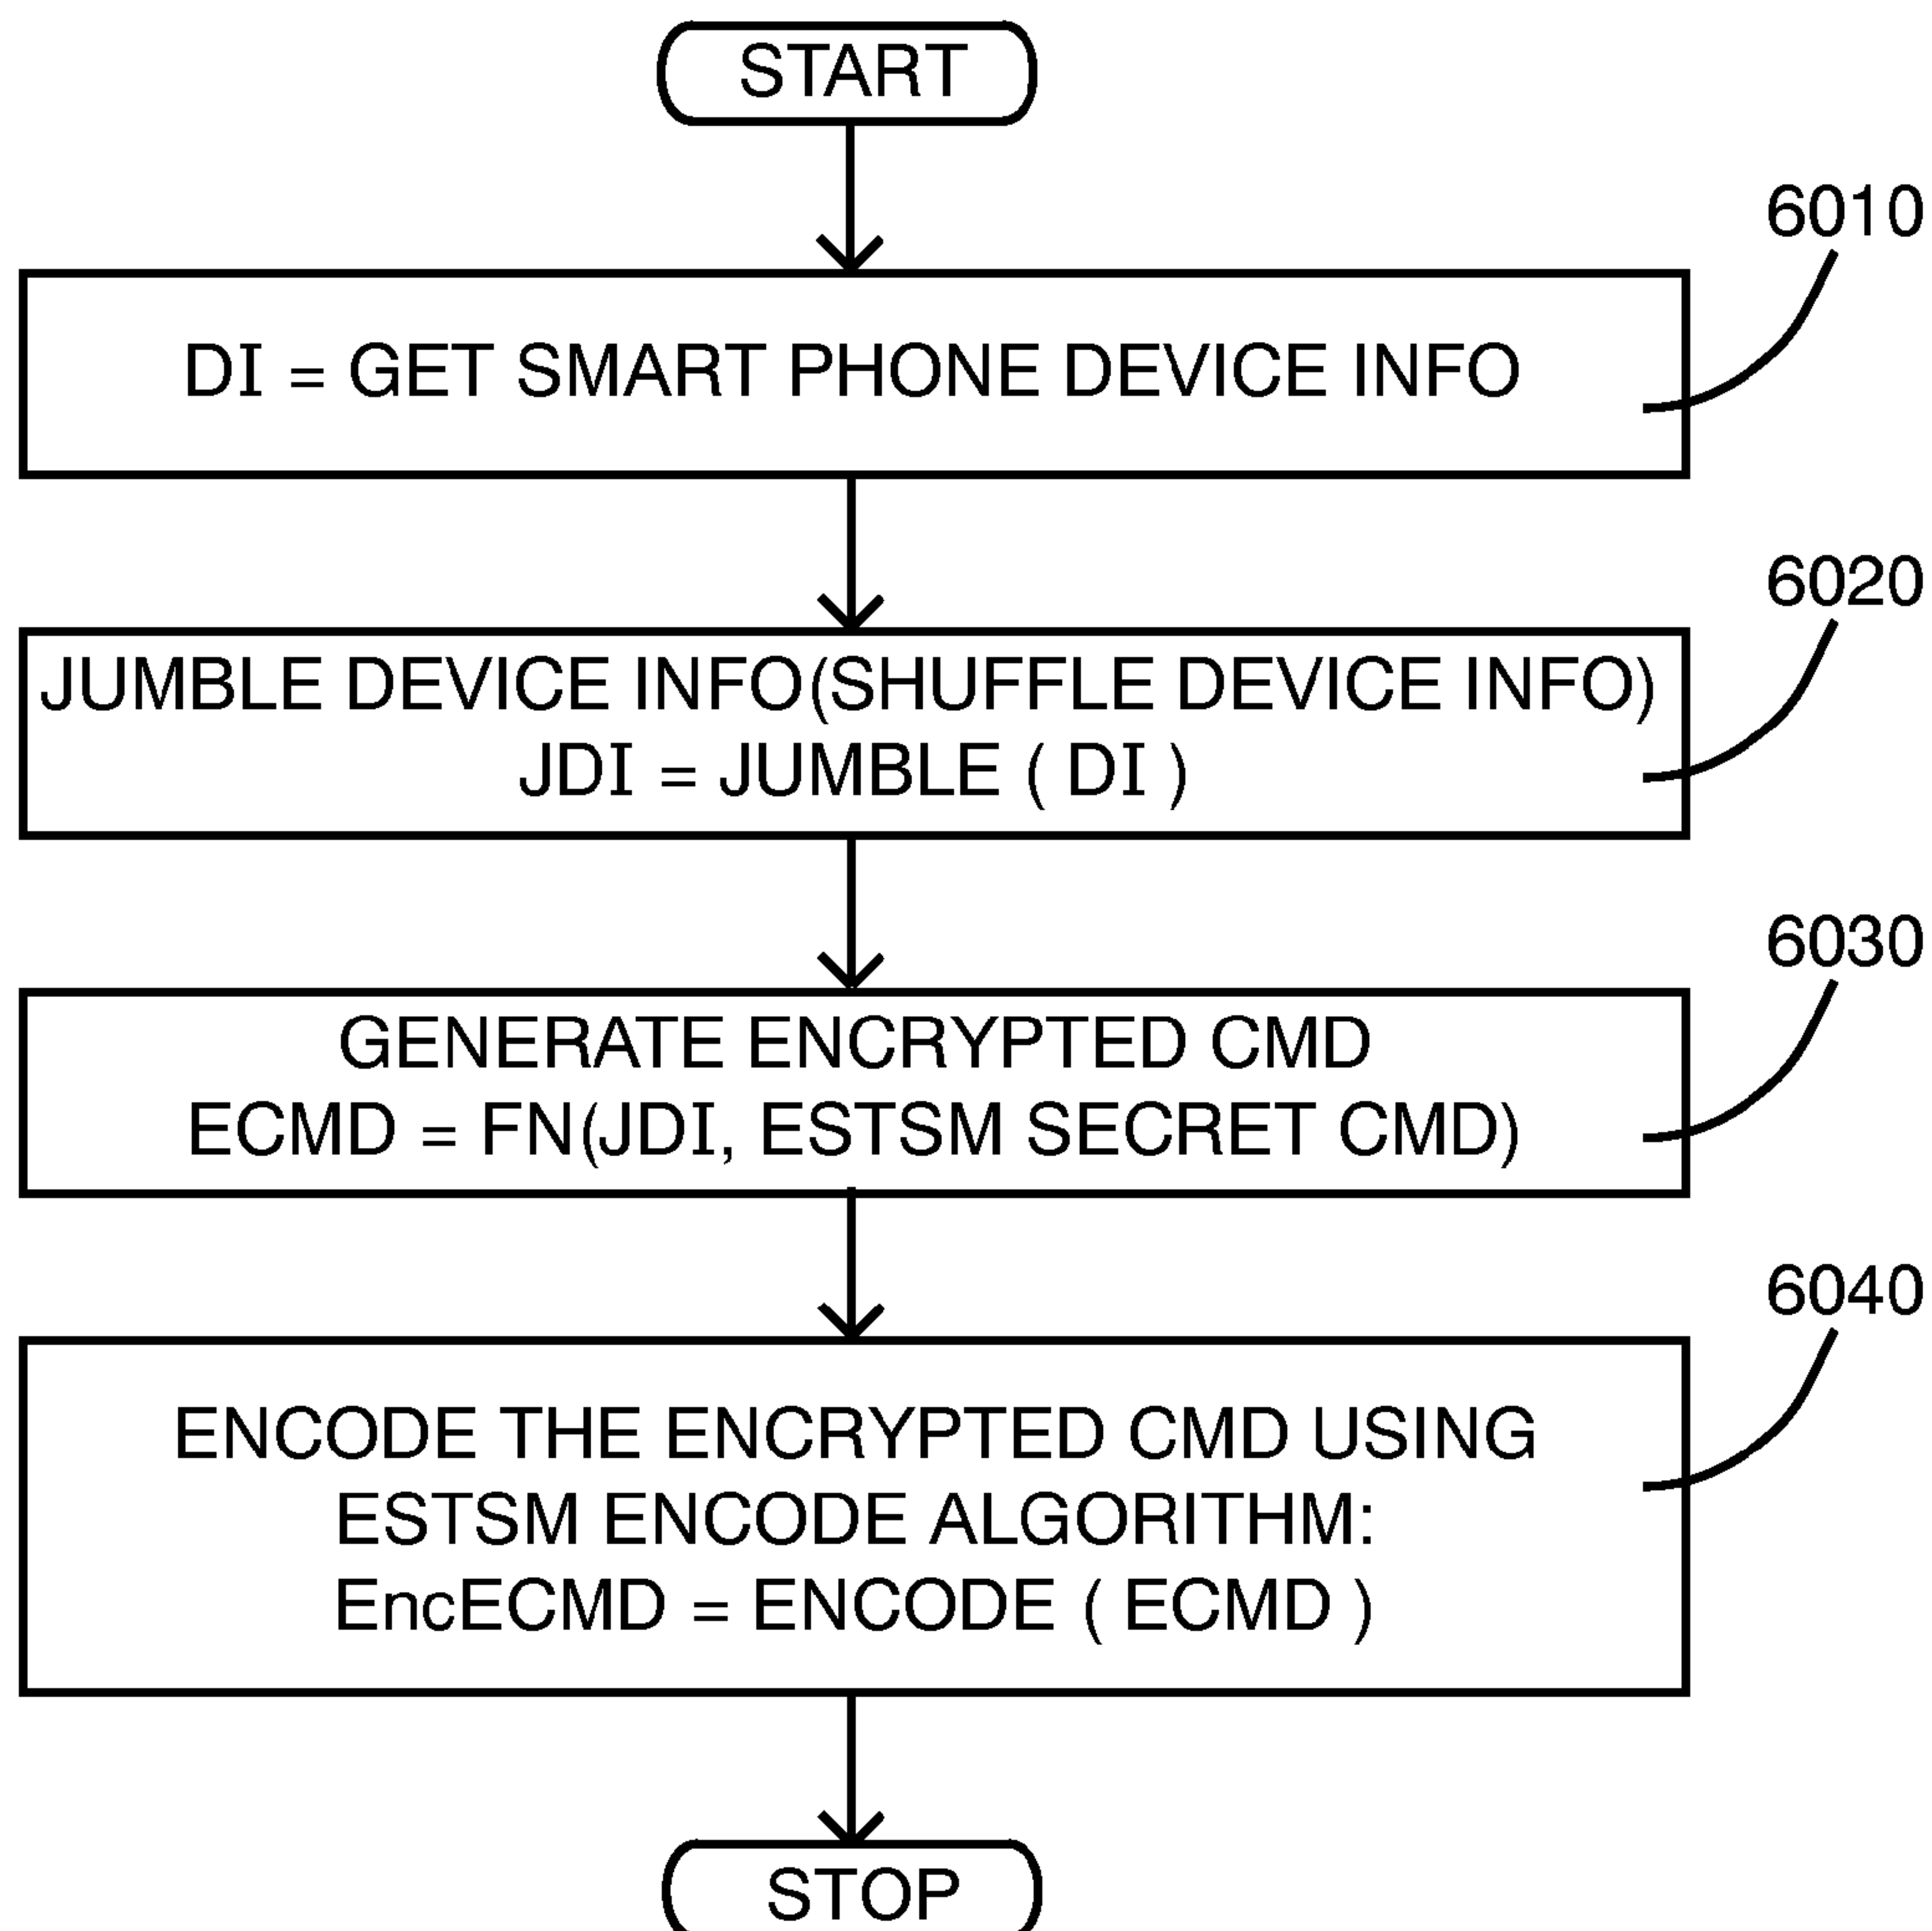 START
6010
DI = GET SMART PHONE DEVICE INFO
6020
JUMBLE DEVICE INFO(SHUFFLE DEVICE INFO)
JDI = JUMBLE ( DI )
6030
GENERATE ENCRYPTED CMD
ECMD = FN(JDI, ESTSM SECRET CMD)
6040
ENCODE THE ENCRYPTED CMD USING
ESTSM ENCODE ALGORITHM:
EncECMD = ENCODE ( ECMD )
STOP